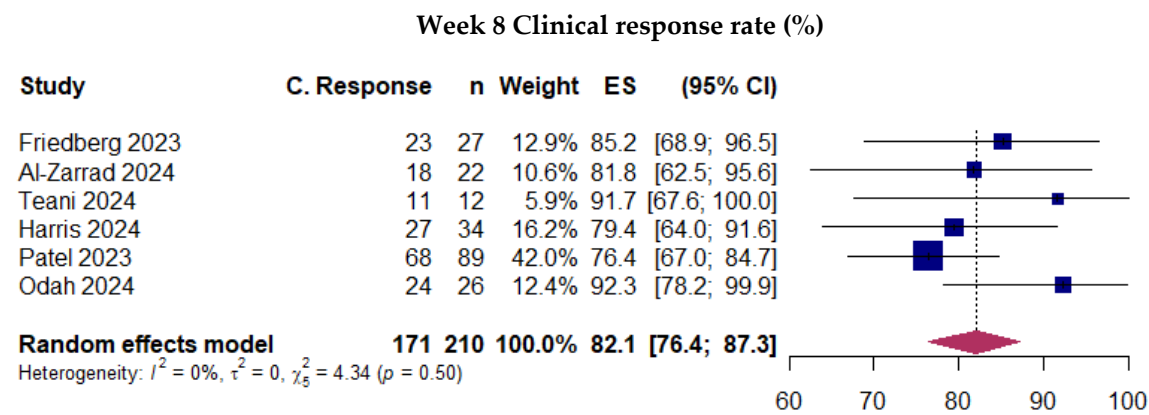 Week 8 Clinical response rate (%)
Study C. Response n Weight ES (95% CI)
Friedberg 2023 23 27 12.9% 85.2 [68.9; 96.5]
Al-Zarrad 2024 18 22 10.6% 81.8 [62.5; 95.6]
Teani 2024 11 12 5.9% 91.7 [67.6; 100.0]
Harris 2024 27 34 16.2% 79.4 [64.0; 91.6]
Patel 2023 68 89 42.0% 76.4 [67.0; 84.7]
Odah 2024 24 26 12.4% 92.3 [78.2; 99.9]
Random effects model 171 210 100.0% 82.1 [76.4; 87.3]
Heterogeneity: I² = 0%, τ² = 0, χ²₅ = 4.34 (p = 0.50)
60 70 80 90 100